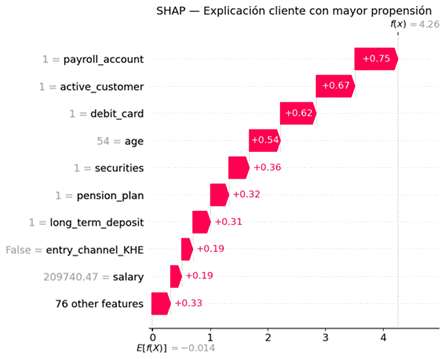 SHAP — Explicación cliente con mayor propensión
f(x) = 4.26
1 = payroll_account +0.75
1 = active_customer +0.67
1 = debit_card +0.62
54 = age +0.54
1 = securities +0.36
1 = pension_plan +0.32
1 = long_term_deposit +0.31
False = entry_channel_KHE +0.19
209740.47 = salary +0.19
76 other features +0.33
0 1 2 3 4
E[f(X)] = −0.014